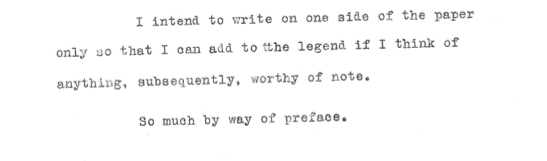 I intend to write on one side of the paper
only so that I can add to tthe legend if I think of
anything, subsequently, worthy of note.
So much by way of preface.